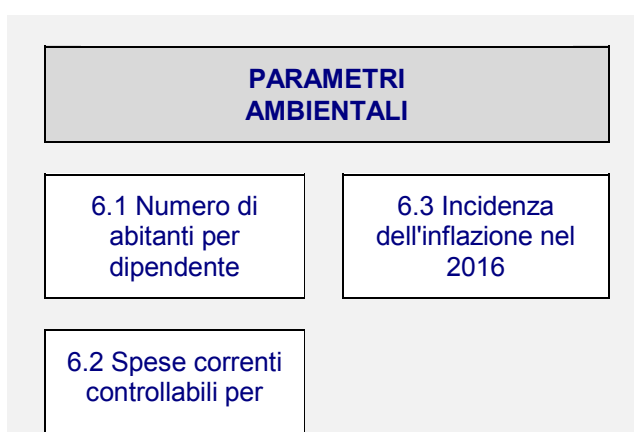 PARAMETRI
AMBIENTALI
6.1 Numero di
abitanti per
dipendente
6.3 Incidenza
dell'inflazione nel
2016
6.2 Spese correnti
controllabili per